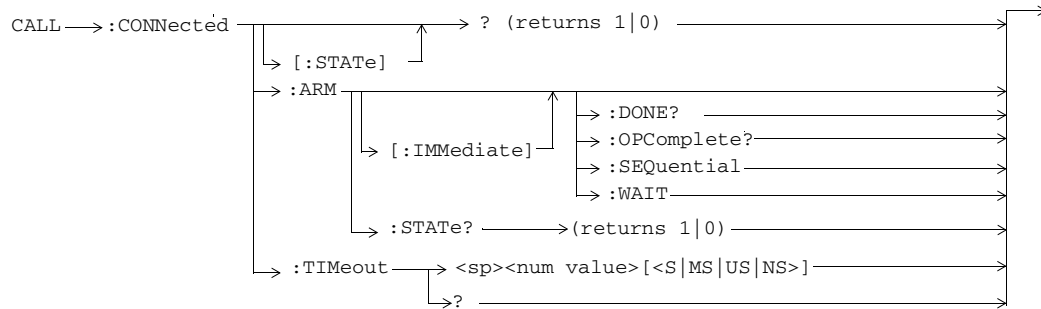 CALL :CONNected ? (returns 1|0)
[:STATe]
:ARM
:DONE?
:OPComplete?
[:IMMediate]
:SEQuential
:WAIT
:STATe? (returns 1|0)
:TIMeout <sp><num value>[<S|MS|US|NS>]
?